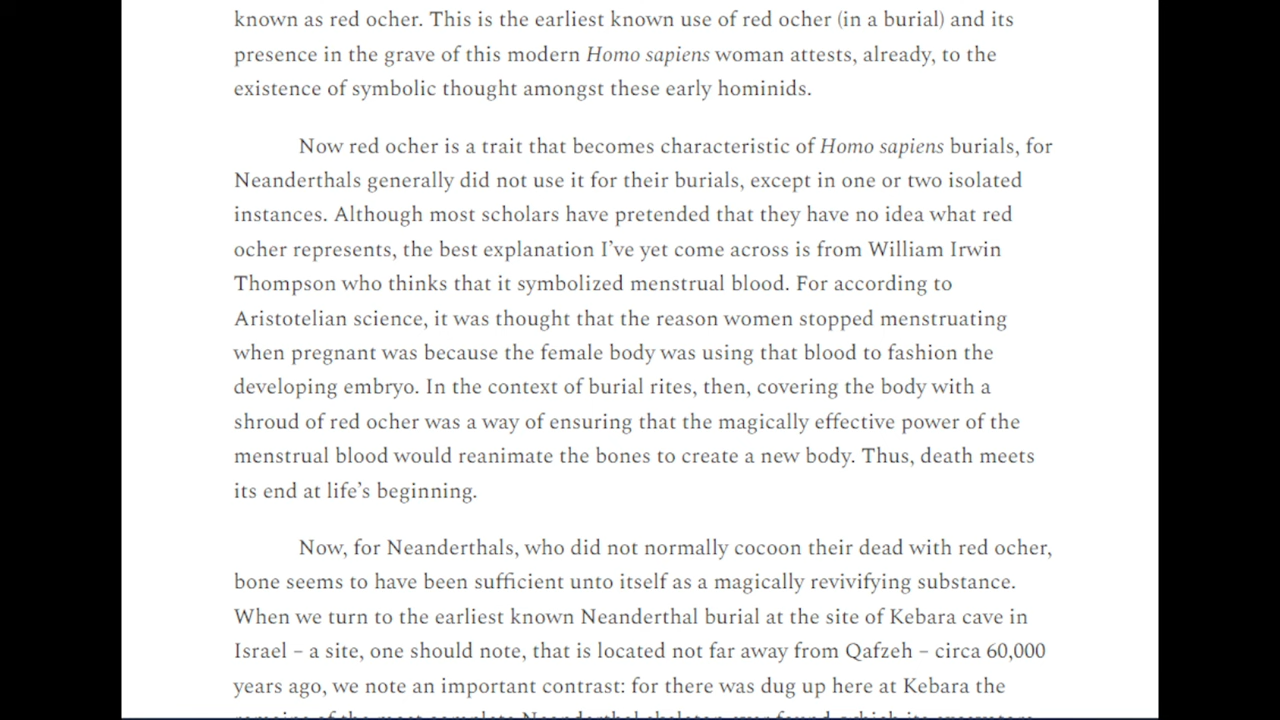 known as red ocher. This is the earliest known use of red ocher (in a burial) and its
presence in the grave of this modern Homo sapiens woman attests, already, to the
existence of symbolic thought amongst these early hominids.
Now red ocher is a trait that becomes characteristic of Homo sapiens burials, for
Neanderthals generally did not use it for their burials, except in one or two isolated
instances. Although most scholars have pretended that they have no idea what red
ocher represents, the best explanation I’ve yet come across is from William Irwin
Thompson who thinks that it symbolized menstrual blood. For according to
Aristotelian science, it was thought that the reason women stopped menstruating
when pregnant was because the female body was using that blood to fashion the
developing embryo. In the context of burial rites, then, covering the body with a
shroud of red ocher was a way of ensuring that the magically effective power of the
menstrual blood would reanimate the bones to create a new body. Thus, death meets
its end at life’s beginning.
Now, for Neanderthals, who did not normally cocoon their dead with red ocher,
bone seems to have been sufficient unto itself as a magically revivifying substance.
When we turn to the earliest known Neanderthal burial at the site of Kebara cave in
Israel – a site, one should note, that is located not far away from Qafzeh – circa 60,000
years ago, we note an important contrast: for there was dug up here at Kebara the